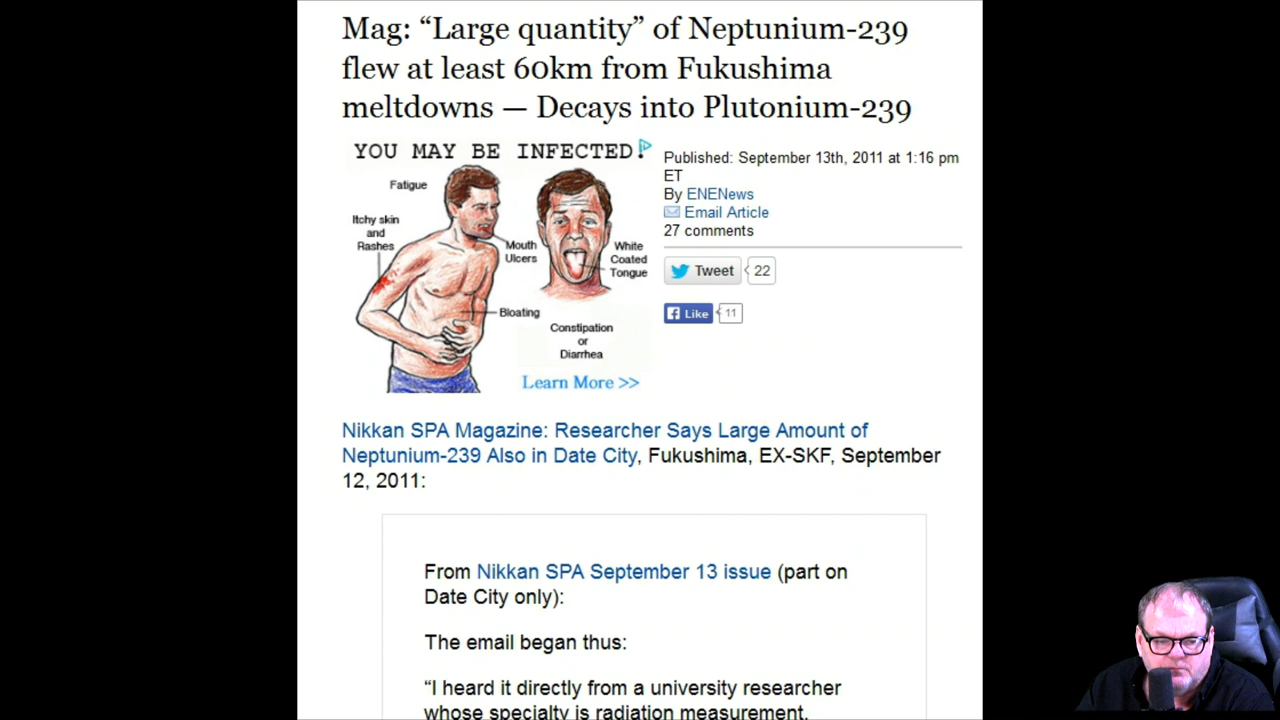 Mag: “Large quantity” of Neptunium-239
flew at least 60km from Fukushima
meltdowns — Decays into Plutonium-239
YOU MAY BE INFECTED!
Fatigue
Itchy skin
and
Rashes
Mouth
Ulcers
White
Coated
Tongue
Bloating
Constipation
or
Diarrhea
Learn More >>
Published: September 13th, 2011 at 1:16 pm
ET
By ENENews
Email Article
27 comments
Tweet 22
Like 11
Nikkan SPA Magazine: Researcher Says Large Amount of
Neptunium-239 Also in Date City, Fukushima, EX-SKF, September
12, 2011:
From Nikkan SPA September 13 issue (part on
Date City only):
The email began thus:
“I heard it directly from a university researcher
whose specialty is radiation measurement.